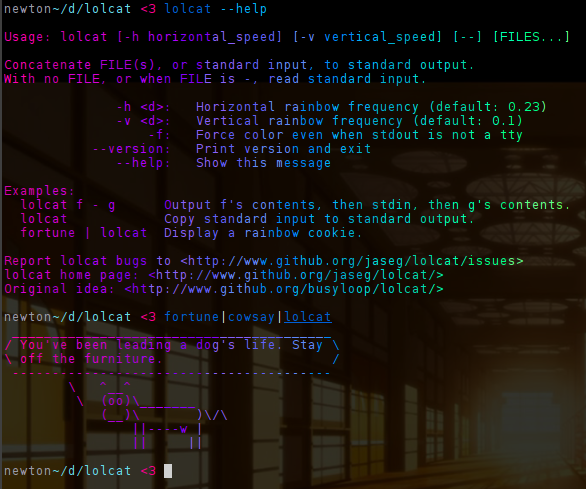 newton~/d/lolcat <3 lolcat --help
Usage: lolcat [-h horizontal_speed] [-v vertical_speed] [--] [FILES...]
Concatenate FILE(s), or standard input, to standard output.
With no FILE, or when FILE is -, read standard input.
-h <d>:   Horizontal rainbow frequency (default: 0.23)
-v <d>:   Vertical rainbow frequency (default: 0.1)
-f:   Force color even when stdout is not a tty
--version:   Print version and exit
--help:   Show this message
Examples:
lolcat f - g      Output f's contents, then stdin, then g's contents.
lolcat            Copy standard input to standard output.
fortune | lolcat  Display a rainbow cookie.
Report lolcat bugs to <http://www.github.org/jaseg/lolcat/issues>
lolcat home page: <http://www.github.org/jaseg/lolcat/>
Original idea: <http://www.github.org/busyloop/lolcat/>
newton~/d/lolcat <3 fortune|cowsay|lolcat
 ________________________________________
/ You've been leading a dog's life. Stay \
\ off the furniture.                     /
 ----------------------------------------
        \   ^__^
         \  (oo)\_______
            (__)\       )\/\
                ||----w |
                ||     ||
newton~/d/lolcat <3